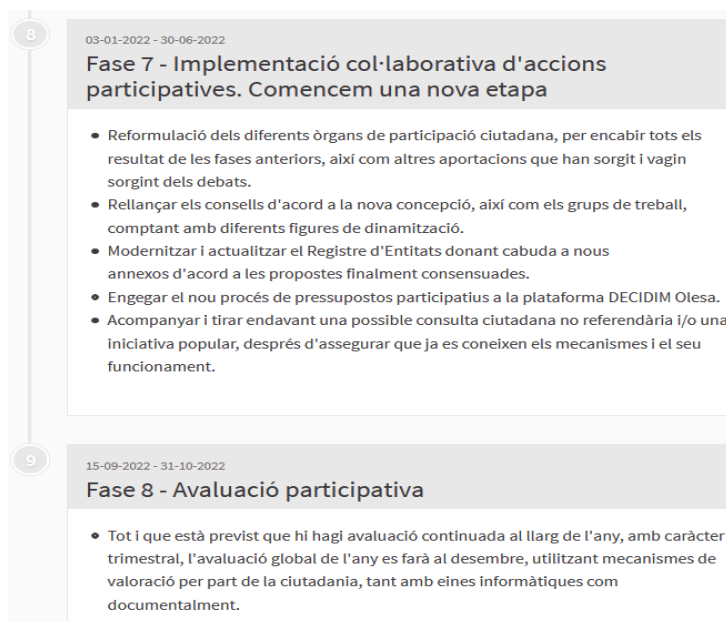 8
03-01-2022 - 30-06-2022
Fase 7 - Implementació col·laborativa d'accions
participatives. Comencem una nova etapa
• Reformulació dels diferents òrgans de participació ciutadana, per encabir tots els
resultat de les fases anteriors, així com altres aportacions que han sorgit i vagin
sorgint dels debats.
• Rellançar els consells d'acord a la nova concepció, així com els grups de treball,
comptant amb diferents figures de dinamització.
• Modernitzar i actualitzar el Registre d'Entitats donant cabuda a nous
annexos d'acord a les propostes finalment consensuades.
• Engegar el nou procés de pressupostos participatius a la plataforma DECIDIM Olesa.
• Acompanyar i tirar endavant una possible consulta ciutadana no referendària i/o una
iniciativa popular, després d'assegurar que ja es coneixen els mecanismes i el seu
funcionament.
9
15-09-2022 - 31-10-2022
Fase 8 - Avaluació participativa
• Tot i que està previst que hi hagi avaluació continuada al llarg de l'any, amb caràcter
trimestral, l'avaluació global de l'any es farà al desembre, utilitzant mecanismes de
valoració per part de la ciutadania, tant amb eines informàtiques com
documentalment.